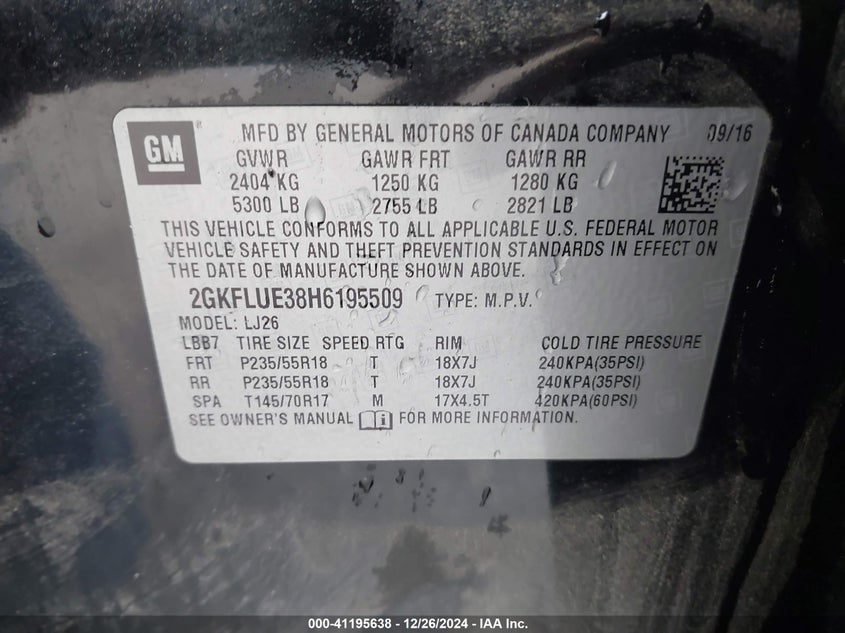 GM ® MFD BY GENERAL MOTORS OF CANADA COMPANY 09/16
GVWR GAWR FRT GAWR RR
2404 KG 1250 KG 1280 KG
5300 LB 2755 LB 2821 LB
THIS VEHICLE CONFORMS TO ALL APPLICABLE U.S. FEDERAL MOTOR
VEHICLE SAFETY AND THEFT PREVENTION STANDARDS IN EFFECT ON
THE DATE OF MANUFACTURE SHOWN ABOVE.
2GKFLUE38H6195509 TYPE: M.P.V.
MODEL: LJ26
LBB7 TIRE SIZE SPEED RTG RIM COLD TIRE PRESSURE
FRT P235/55R18 T 18X7J 240KPA(35PSI)
RR P235/55R18 T 18X7J 240KPA(35PSI)
SPA T145/70R17 M 17X4.5T 420KPA(60PSI)
SEE OWNER'S MANUAL i FOR MORE INFORMATION.
000-41195638 - 12/26/2024 - IAA Inc.